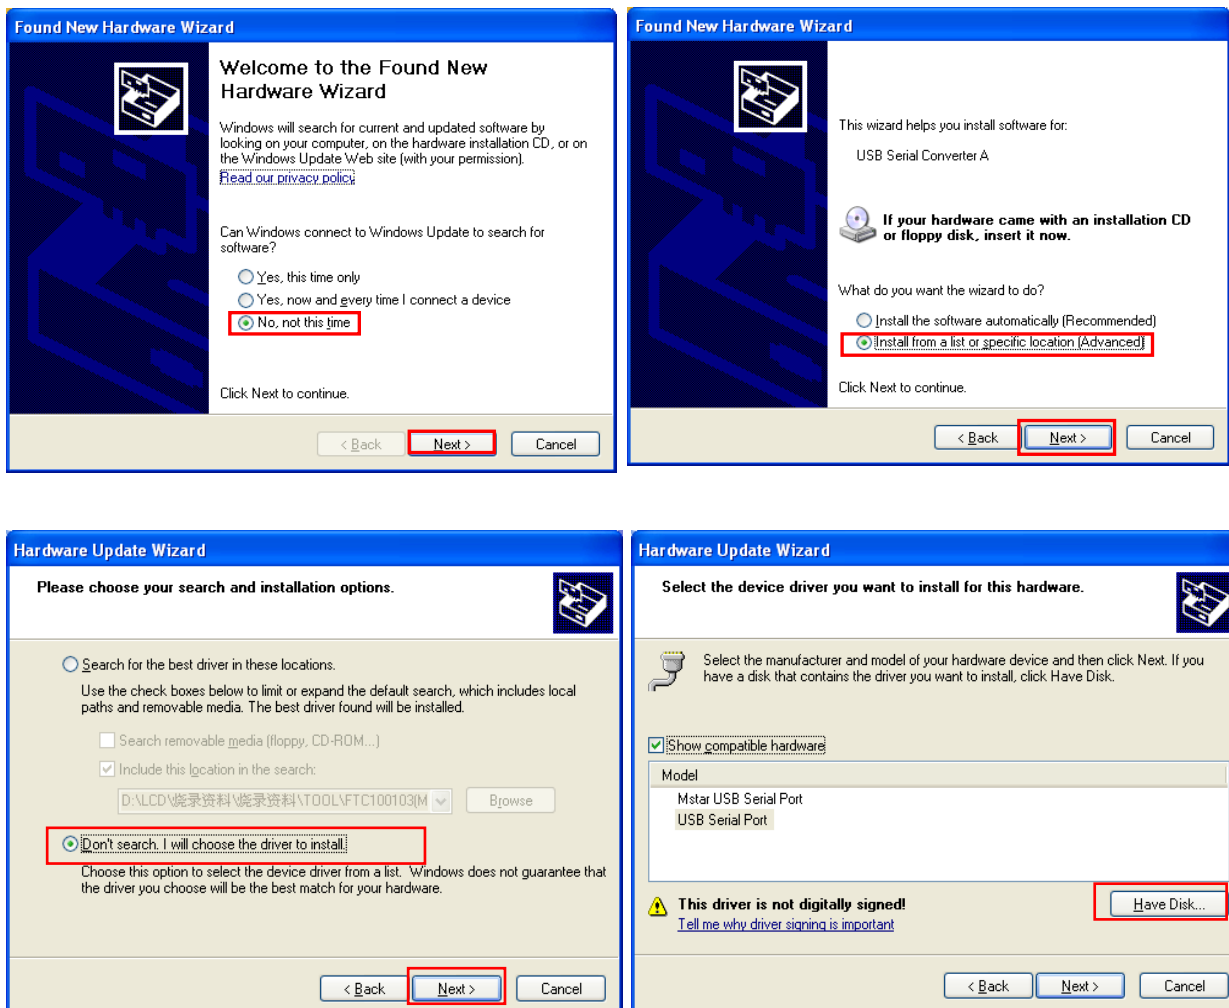 Found New Hardware Wizard
Welcome to the Found New
Hardware Wizard
Windows will search for current and updated software by
looking on your computer, on the hardware installation CD, or on
the Windows Update Web site (with your permission).
Read our privacy policy
Can Windows connect to Windows Update to search for
software?
Yes, this time only
Yes, now and every time I connect a device
No, not this time
Click Next to continue.
< Back
Next >
Cancel
Found New Hardware Wizard
This wizard helps you install software for:
USB Serial Converter A
If your hardware came with an installation CD
or floppy disk, insert it now.
What do you want the wizard to do?
Install the software automatically (Recommended)
Install from a list or specific location (Advanced)
Click Next to continue.
< Back
Next >
Cancel
Hardware Update Wizard
Please choose your search and installation options.
Search for the best driver in these locations.
Use the check boxes below to limit or expand the default search, which includes local
paths and removable media. The best driver found will be installed.
Search removable media (floppy, CD-ROM...)
Include this location in the search:
D:\LCD\烧录资料\烧录资料\TOOL\FTC100103(M
Browse
Don't search. I will choose the driver to install.
Choose this option to select the device driver from a list. Windows does not guarantee that
the driver you choose will be the best match for your hardware.
< Back
Next >
Cancel
Hardware Update Wizard
Select the device driver you want to install for this hardware.
Select the manufacturer and model of your hardware device and then click Next. If you
have a disk that contains the driver you want to install, click Have Disk.
Show compatible hardware
Model
Mstar USB Serial Port
USB Serial Port
This driver is not digitally signed!
Tell me why driver signing is important
Have Disk...
< Back
Next >
Cancel